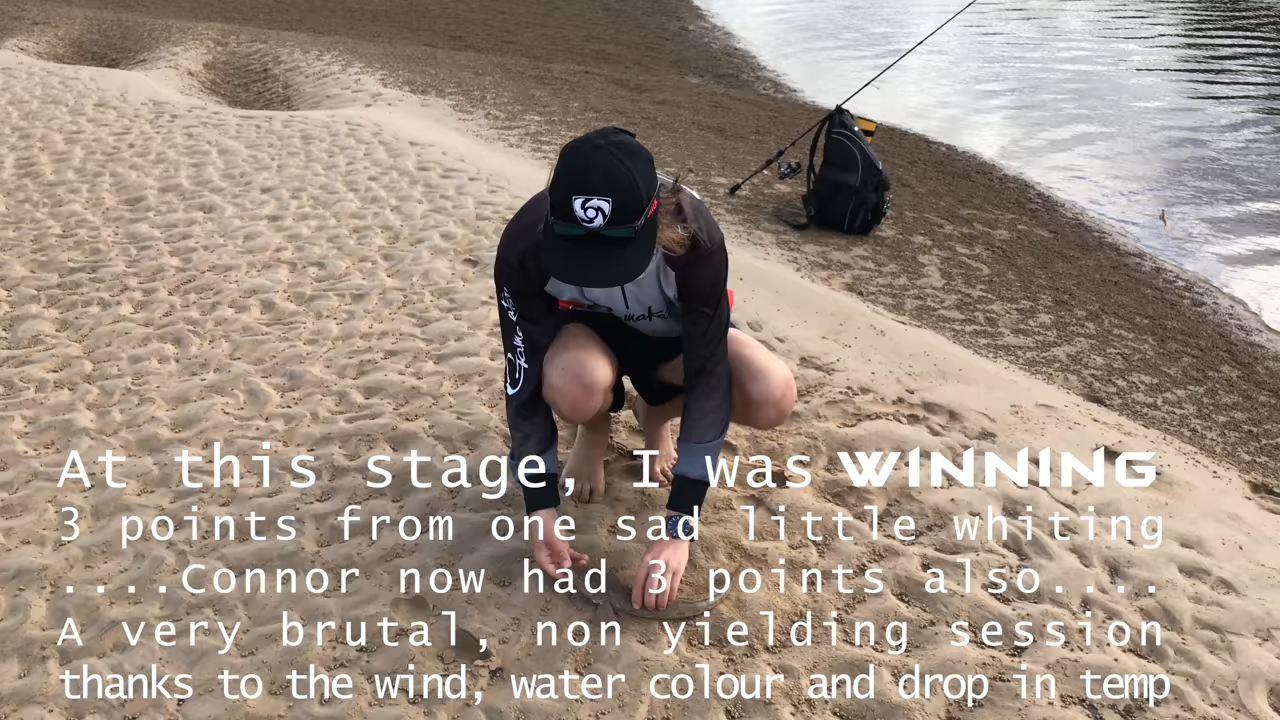 Gamakatsu
At this stage, I was WINNING
3 points from one sad little whiting
....Connor now had 3 points also....
A very brutal, non yielding session
thanks to the wind, water colour and drop in temp